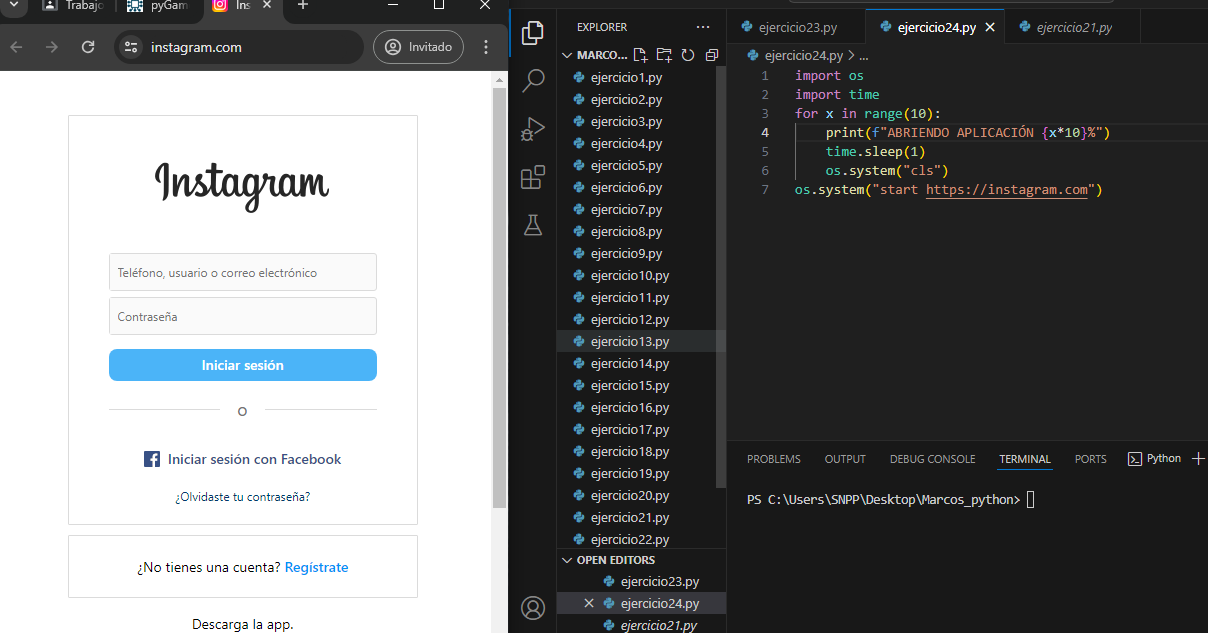 Trabajo
pyGam
Ins
instagram.com
Invitado
Instagram
Teléfono, usuario o correo electrónico
Contraseña
Iniciar sesión
O
Iniciar sesión con Facebook
¿Olvidaste tu contraseña?
¿No tienes una cuenta? Regístrate
Descarga la app.
EXPLORER
MARCO...
ejercicio1.py
ejercicio2.py
ejercicio3.py
ejercicio4.py
ejercicio5.py
ejercicio6.py
ejercicio7.py
ejercicio8.py
ejercicio9.py
ejercicio10.py
ejercicio11.py
ejercicio12.py
ejercicio13.py
ejercicio14.py
ejercicio15.py
ejercicio16.py
ejercicio17.py
ejercicio18.py
ejercicio19.py
ejercicio20.py
ejercicio21.py
ejercicio22.py
OPEN EDITORS
ejercicio23.py
ejercicio24.py
ejercicio21.py
ejercicio23.py
ejercicio24.py
ejercicio21.py
ejercicio24.py > ...
1 import os
2 import time
3 for x in range(10):
4 print(f"ABRIENDO APLICACIÓN {x*10}%")
5 time.sleep(1)
6 os.system("cls")
7 os.system("start https://instagram.com")
PROBLEMS
OUTPUT
DEBUG CONSOLE
TERMINAL
PORTS
Python
PS C:\Users\SNPP\Desktop\Marcos_python>